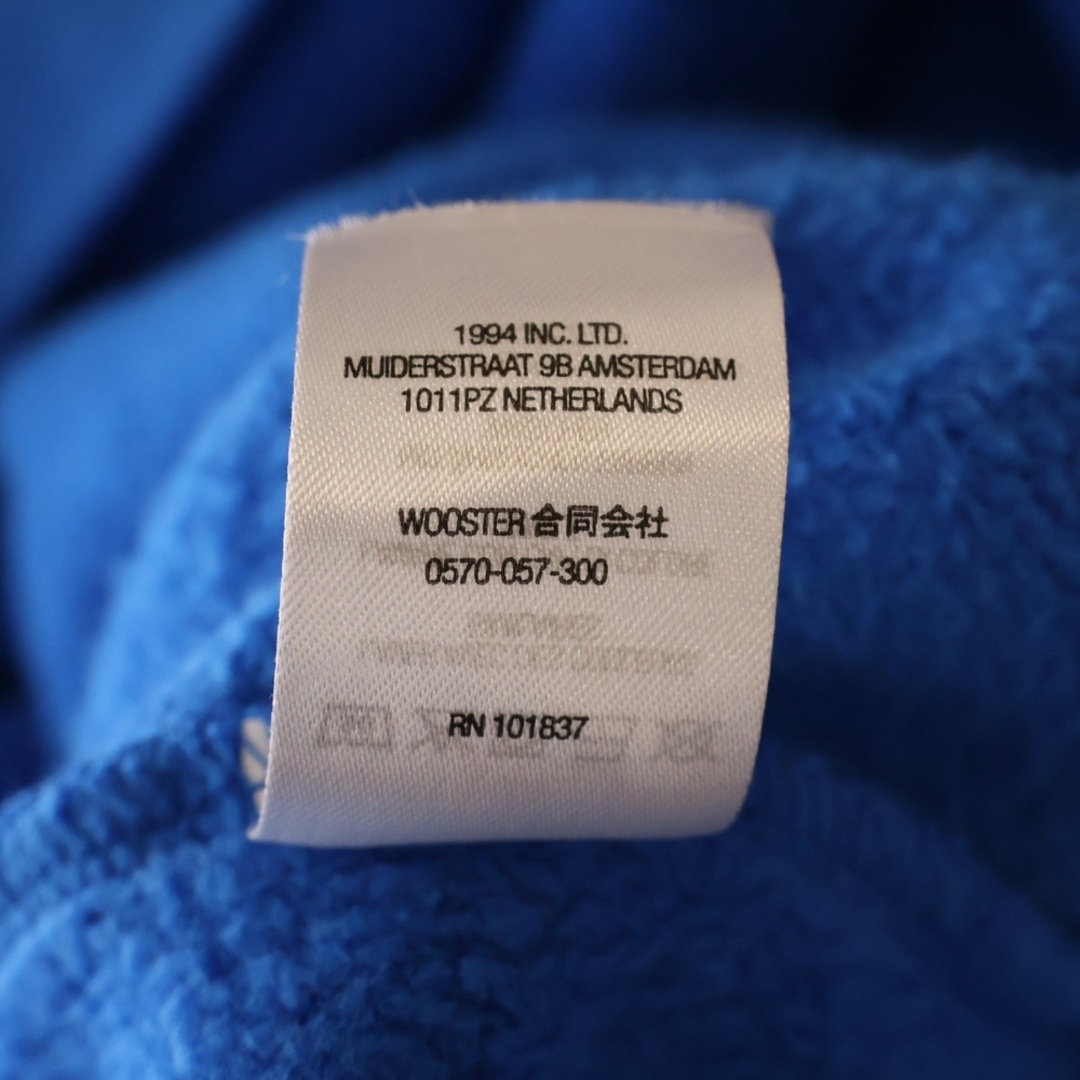 1994 INC. LTD.
MUIDERSTRAAT 9B AMSTERDAM
1011PZ NETHERLANDS
WOOSTER 合同会社
0570-057-300
RN 101837